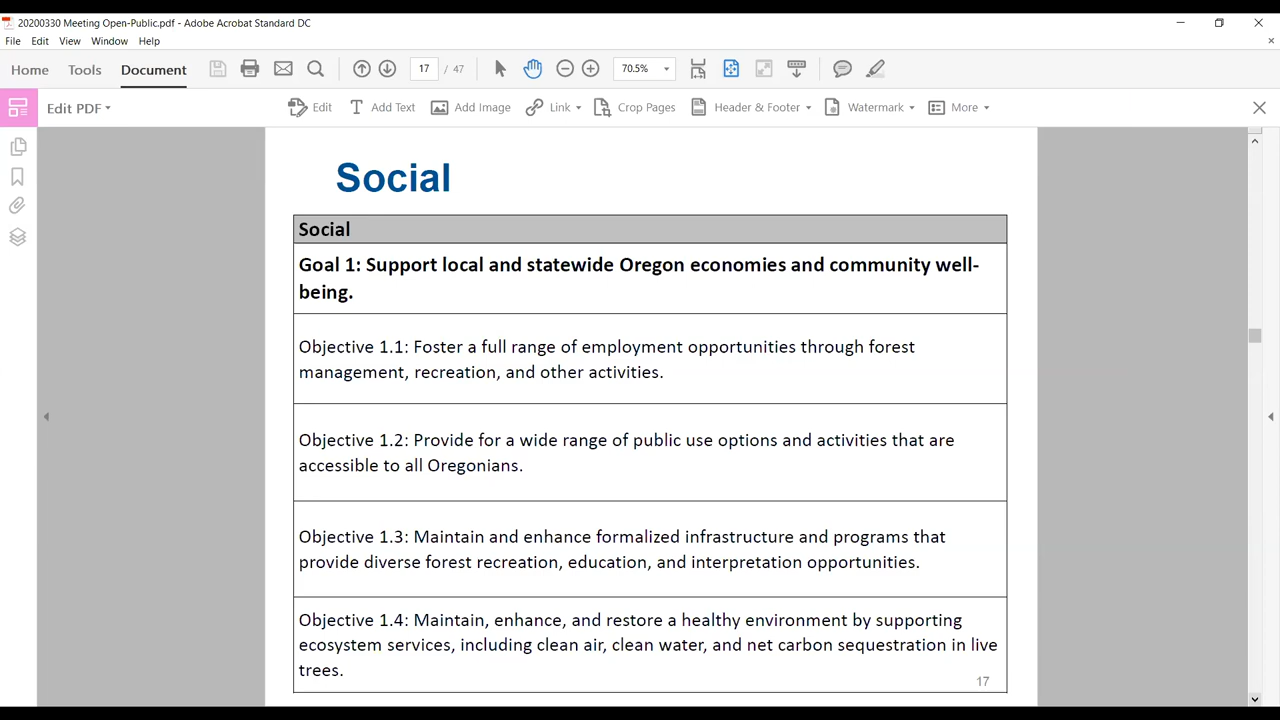 20200330 Meeting Open-Public.pdf - Adobe Acrobat Standard DC
File Edit View Window Help
Home Tools Document 17 / 47 70.5%
Edit PDF Edit Add Text Add Image Link Crop Pages Header & Footer Watermark More
Social
Social
Goal 1: Support local and statewide Oregon economies and community well-
being.
Objective 1.1: Foster a full range of employment opportunities through forest
management, recreation, and other activities.
Objective 1.2: Provide for a wide range of public use options and activities that are
accessible to all Oregonians.
Objective 1.3: Maintain and enhance formalized infrastructure and programs that
provide diverse forest recreation, education, and interpretation opportunities.
Objective 1.4: Maintain, enhance, and restore a healthy environment by supporting
ecosystem services, including clean air, clean water, and net carbon sequestration in live
trees.
17